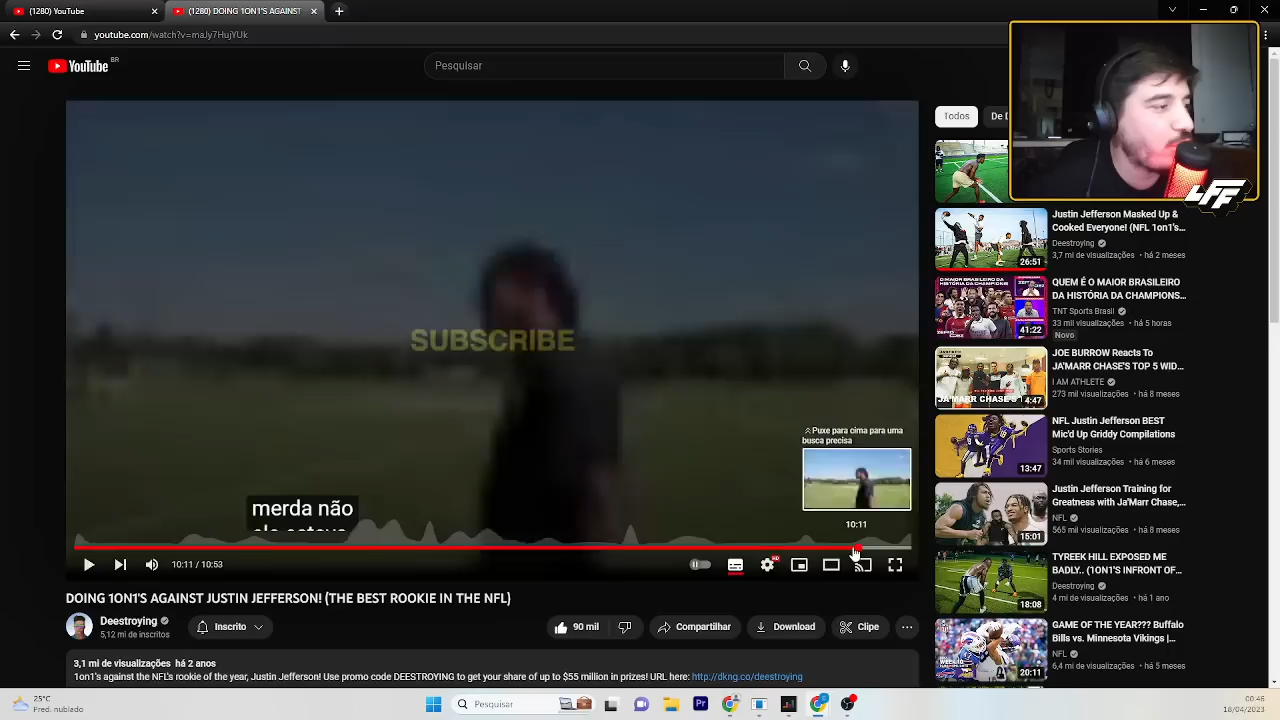 (1280) YouTube
(1280) DOING 1ON1'S AGAINST
youtube.com/watch?v=maJy7HujYUk
YouTube BR
Pesquisar
Todos
SUBSCRIBE
Puxe para cima para uma
busca precisa
10:11
merda não
10:11 / 10:53
HD
DOING 1ON1'S AGAINST JUSTIN JEFFERSON! (THE BEST ROOKIE IN THE NFL)
Deestroying
5,12 mi de inscritos
Inscrito
90 mil
Compartilhar
Download
Clipe
3,1 mi de visualizações há 2 anos
1on1's against the NFL's rookie of the year, Justin Jefferson! Use promo code DEESTROYING to get your share of up to $55 million in prizes! URL here: http://dkng.co/deestroying
LFF
Justin Jefferson Masked Up &
Cooked Everyone! (NFL 1on1's...
Deestroying
3,7 mi de visualizações • há 2 meses
26:51
QUEM É O MAIOR BRASILEIRO
DA HISTÓRIA DA CHAMPIONS...
TNT Sports Brasil
33 mil visualizações • há 5 horas
Novo
41:22
JOE BURROW Reacts To
JA'MARR CHASE'S TOP 5 WID...
I AM ATHLETE
273 mil visualizações • há 8 meses
JA'MARR CHASE'S
4:47
NFL Justin Jefferson BEST
Mic'd Up Griddy Compilations
Sports Stories
34 mil visualizações • há 6 meses
13:47
Justin Jefferson Training for
Greatness with Ja'Marr Chase,...
NFL
565 mil visualizações • há 8 meses
15:01
TYREEK HILL EXPOSED ME
BADLY.. (1ON1'S INFRONT OF...
Deestroying
4 mi de visualizações • há 1 ano
18:08
GAME OF THE YEAR??? Buffalo
Bills vs. Minnesota Vikings |...
NFL
6,4 mi de visualizações • há 5 meses
20:11
25°C
Pred. nublado
Pesquisar
Pr
00:46
18/04/2023